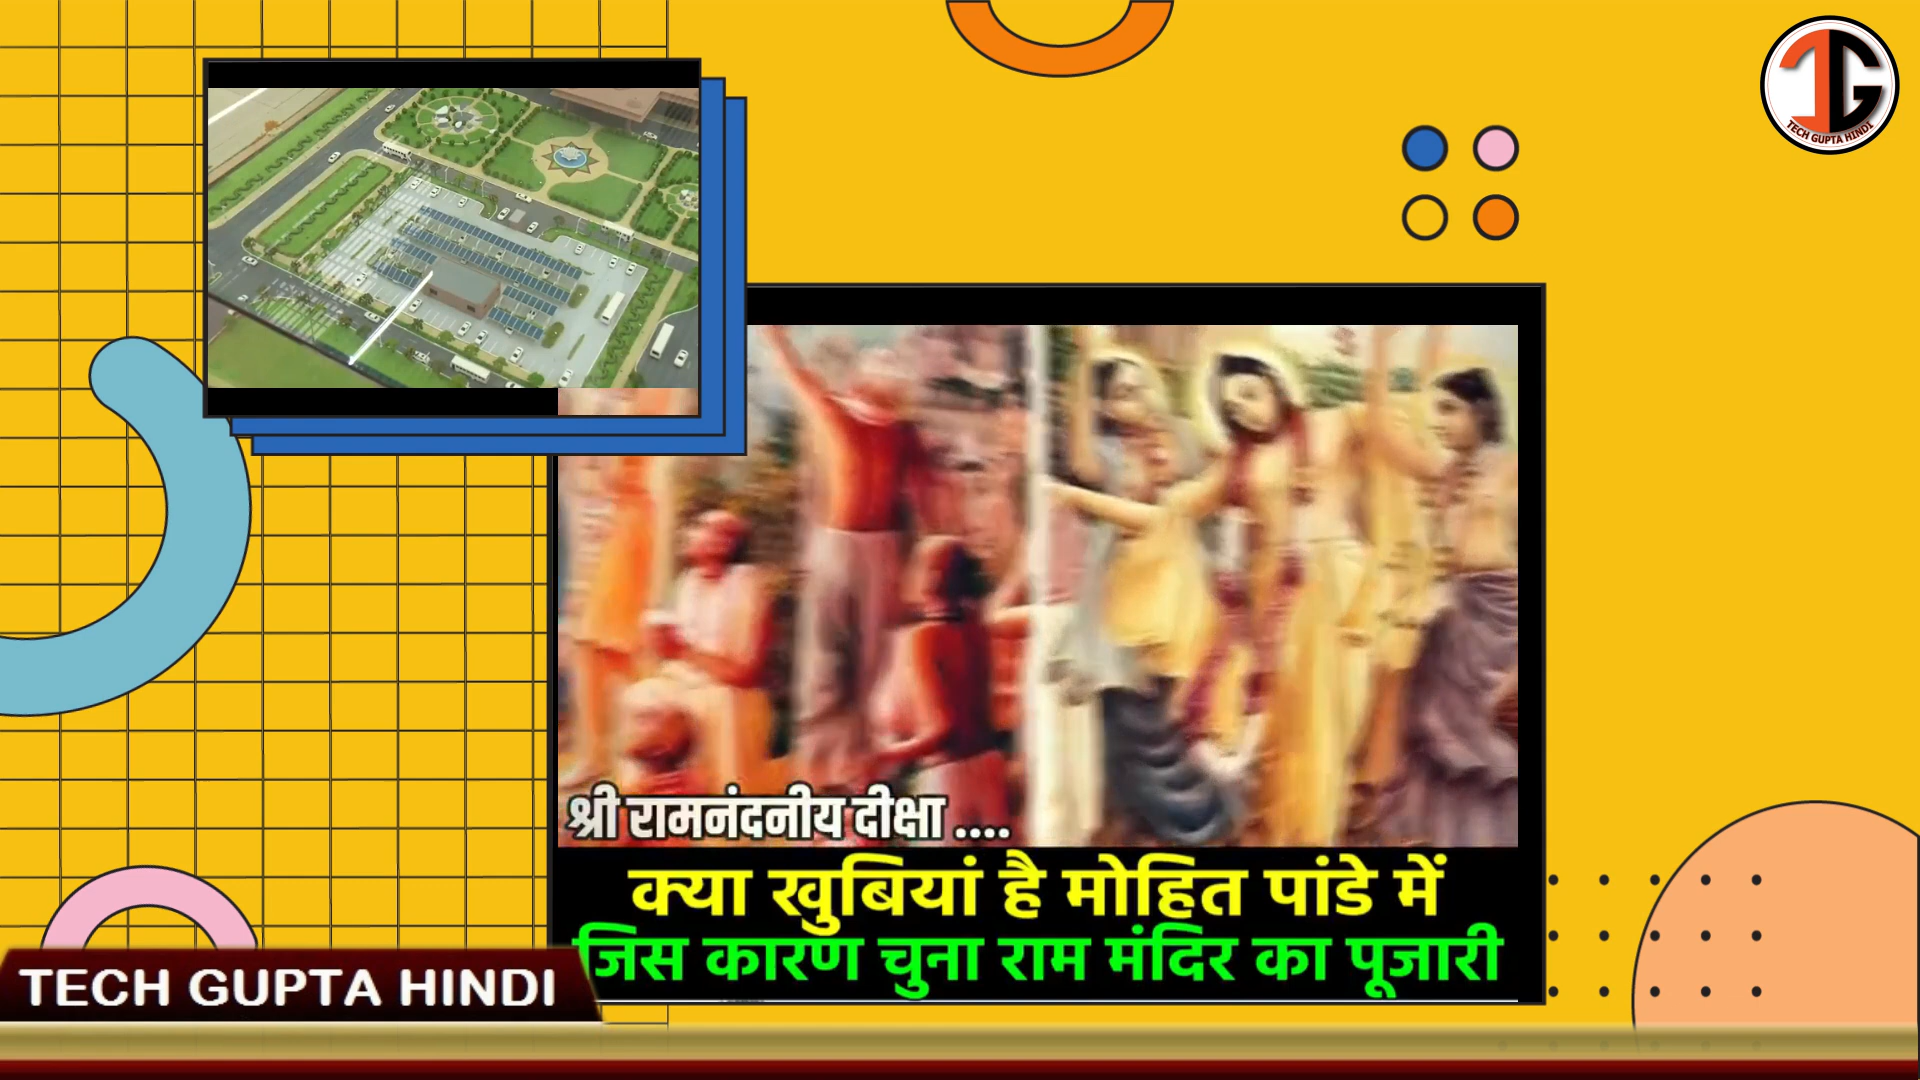 TECH GUPTA HINDI
श्री रामनंदनीय दीक्षा ....
क्या खुबियां है मोहित पांडे में
जिस कारण चुना राम मंदिर का पूजारी
TECH GUPTA HINDI